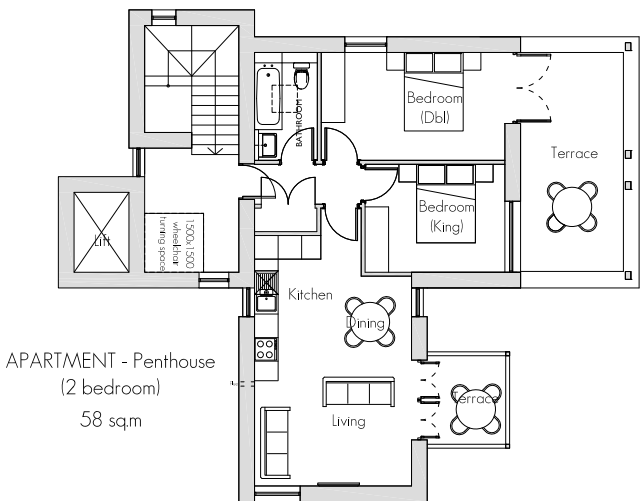 BATHROOM
Bedroom
(Dbl)
Terrace
Bedroom
(King)
Lift
1500x1500
wheelchair
turning space
Kitchen
Dining
APARTMENT - Penthouse
(2 bedroom)
58 sq.m
Living
Terrace